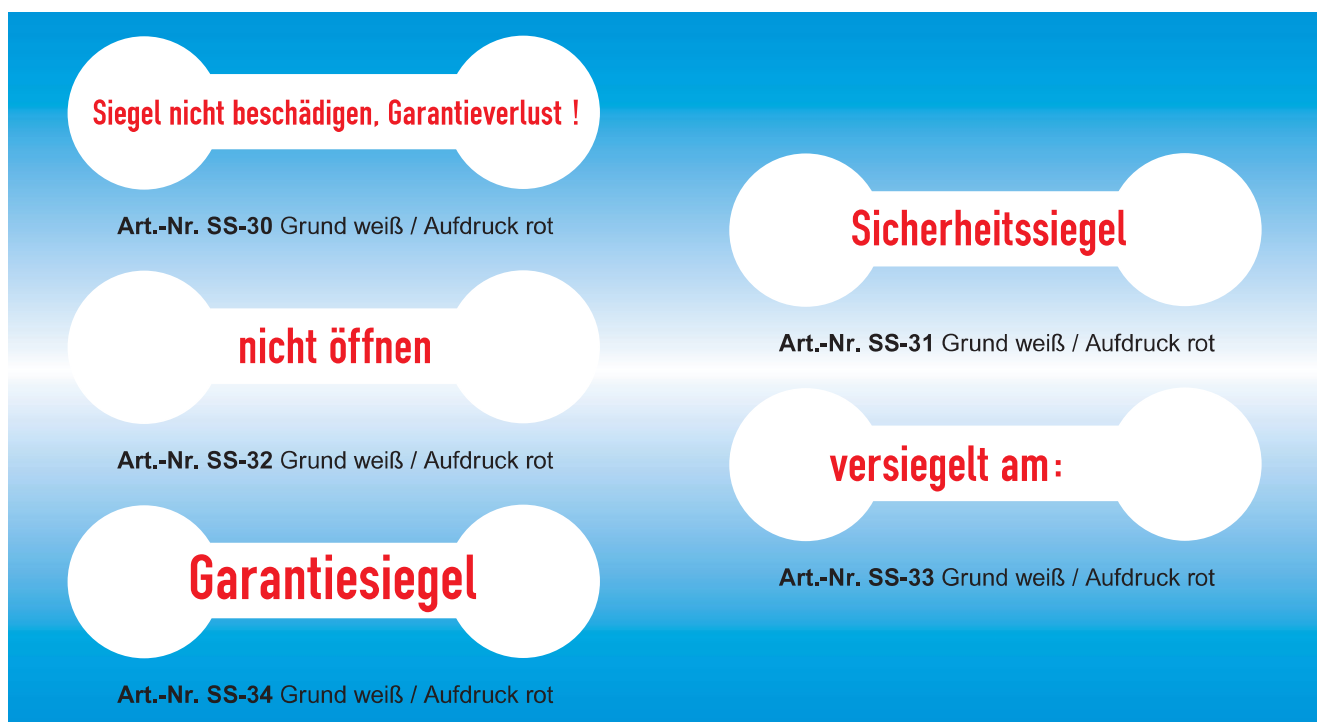 Siegel nicht beschädigen, Garantieverlust !
Art.-Nr. SS-30 Grund weiß / Aufdruck rot
Sicherheitssiegel
Art.-Nr. SS-31 Grund weiß / Aufdruck rot
nicht öffnen
Art.-Nr. SS-32 Grund weiß / Aufdruck rot
versiegelt am:
Art.-Nr. SS-33 Grund weiß / Aufdruck rot
Garantiesiegel
Art.-Nr. SS-34 Grund weiß / Aufdruck rot